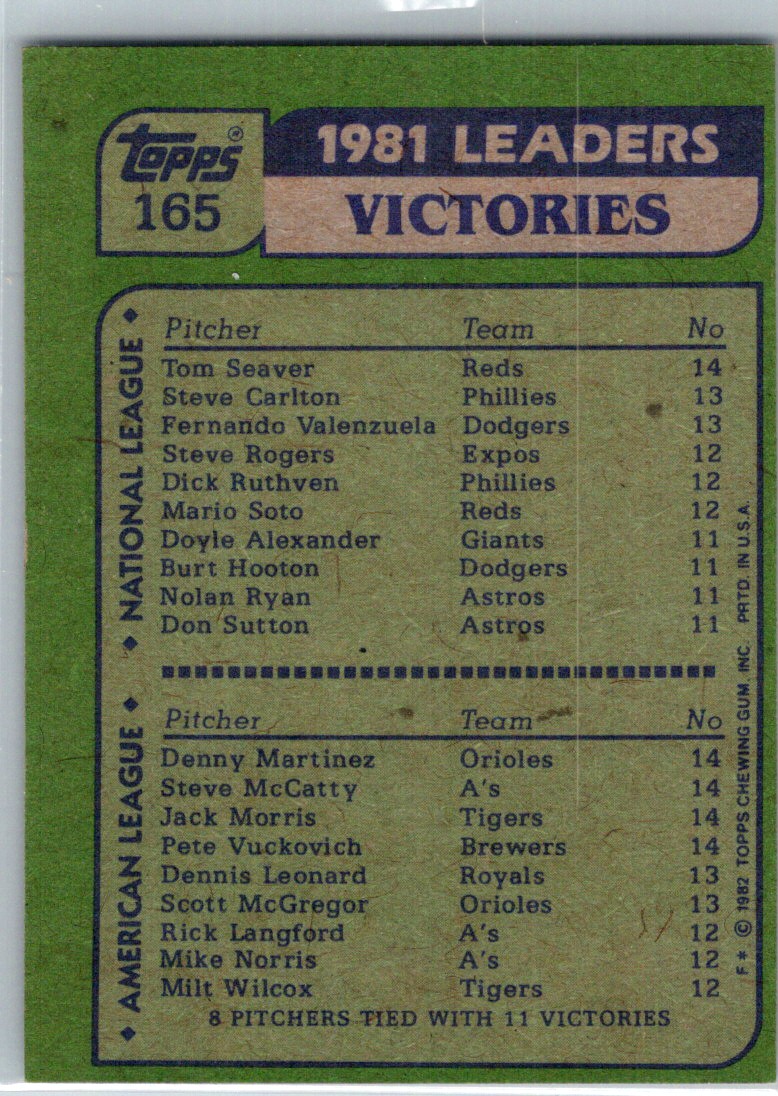 topps
165
1981 LEADERS
VICTORIES
NATIONAL LEAGUE
Pitcher Team No
Tom Seaver Reds 14
Steve Carlton Phillies 13
Fernando Valenzuela Dodgers 13
Steve Rogers Expos 12
Dick Ruthven Phillies 12
Mario Soto Reds 12
Doyle Alexander Giants 11
Burt Hooton Dodgers 11
Nolan Ryan Astros 11
Don Sutton Astros 11
AMERICAN LEAGUE
Pitcher Team No
Denny Martinez Orioles 14
Steve McCatty A's 14
Jack Morris Tigers 14
Pete Vuckovich Brewers 14
Dennis Leonard Royals 13
Scott McGregor Orioles 13
Rick Langford A's 12
Mike Norris A's 12
Milt Wilcox Tigers 12
8 PITCHERS TIED WITH 11 VICTORIES
F* © 1982 TOPPS CHEWING GUM, INC. PRTD. IN U.S.A.